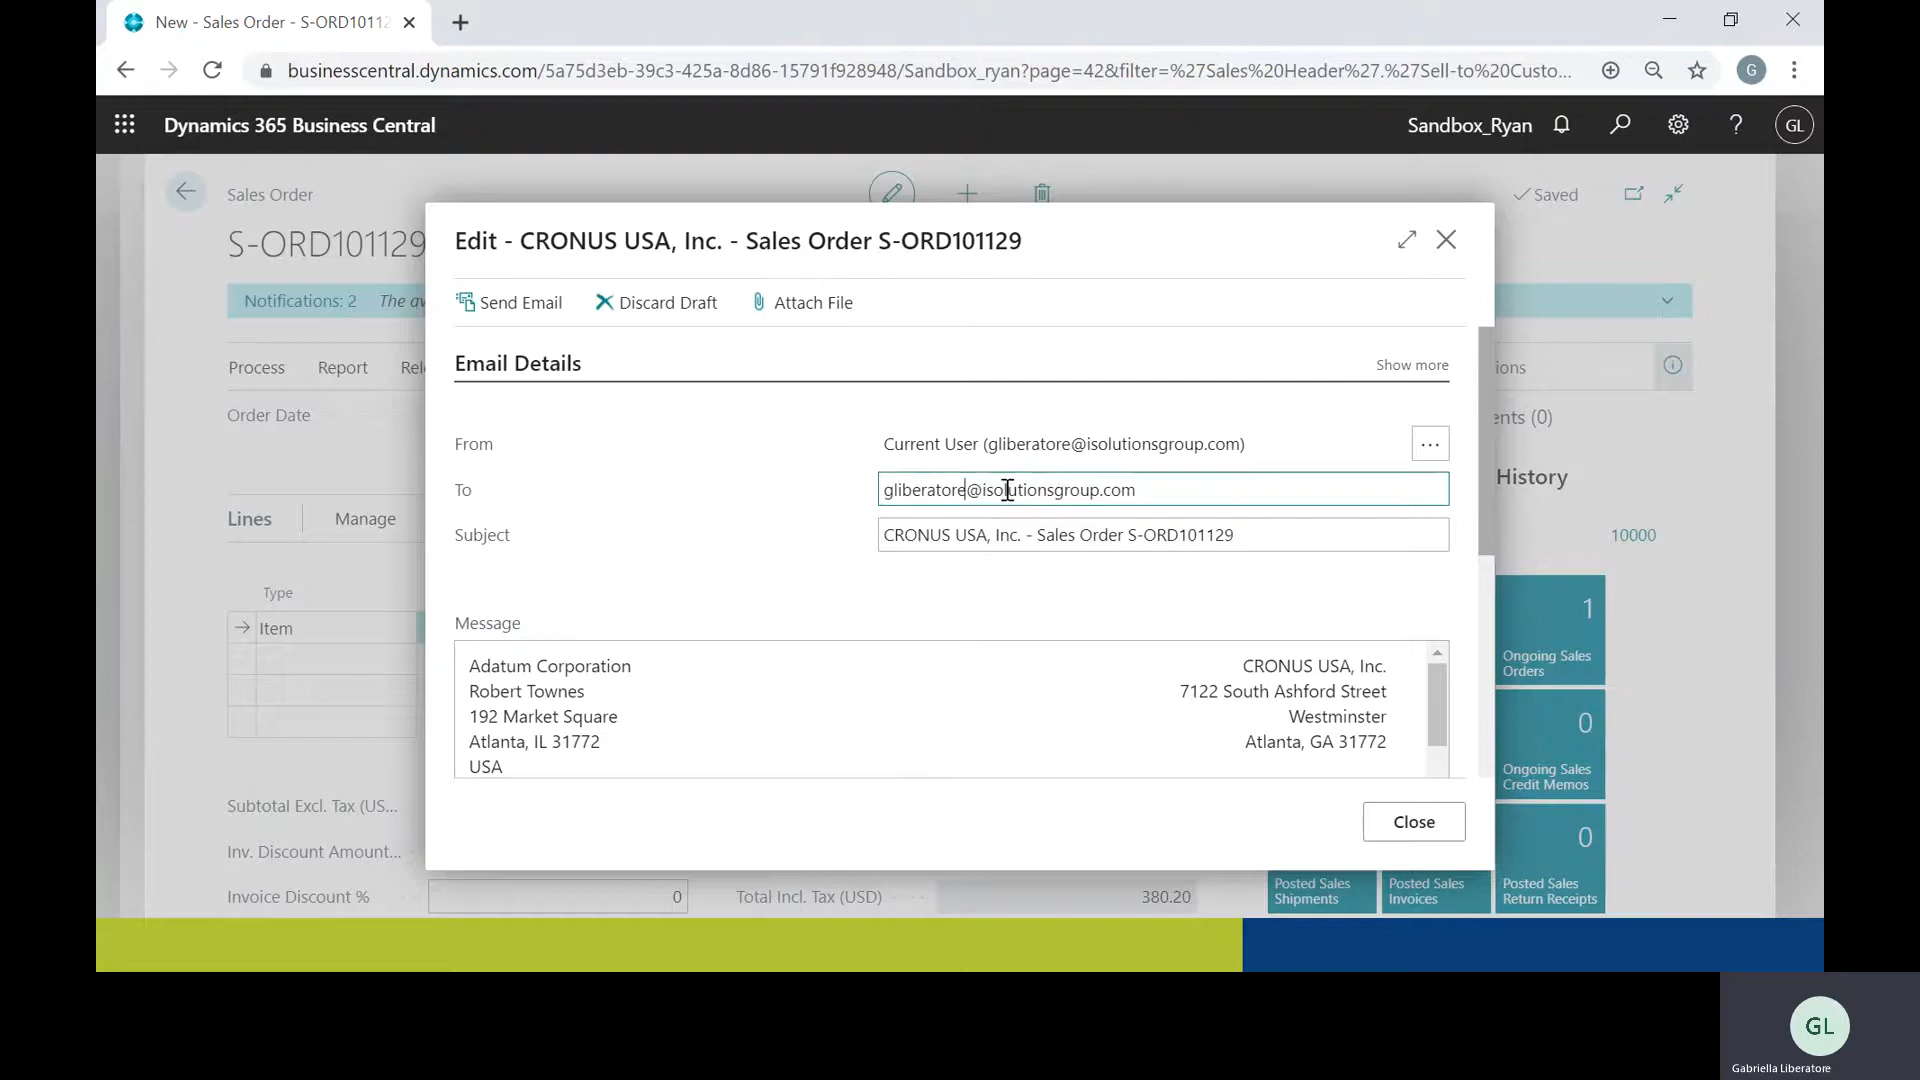 New - Sales Order - S-ORD10112
businesscentral.dynamics.com/5a75d3eb-39c3-425a-8d86-15791f928948/Sandbox_ryan?page=42&filter=%27Sales%20Header%27.%27Sell-to%20Custo...
G
Dynamics 365 Business Central
Sandbox_Ryan
?
GL
Sales Order
Saved
S-ORD101129
Notifications: 2 The av
Process Report Rel
ions
Order Date
ents (0)
History
Lines Manage
10000
Type
Item
1
Ongoing Sales
Orders
0
Ongoing Sales
Credit Memos
0
Subtotal Excl. Tax (US...
Inv. Discount Amount...
Invoice Discount %
0
Total Incl. Tax (USD)
380.20
Posted Sales
Shipments
Posted Sales
Invoices
Posted Sales
Return Receipts
Edit - CRONUS USA, Inc. - Sales Order S-ORD101129
Send Email Discard Draft Attach File
Email Details
Show more
From
Current User (gliberatore@isolutionsgroup.com)
...
To
gliberatore@isolutionsgroup.com
Subject
CRONUS USA, Inc. - Sales Order S-ORD101129
Message
Adatum Corporation CRONUS USA, Inc.
Robert Townes 7122 South Ashford Street
192 Market Square Westminster
Atlanta, IL 31772 Atlanta, GA 31772
USA
Close
GL
Gabriella Liberatore